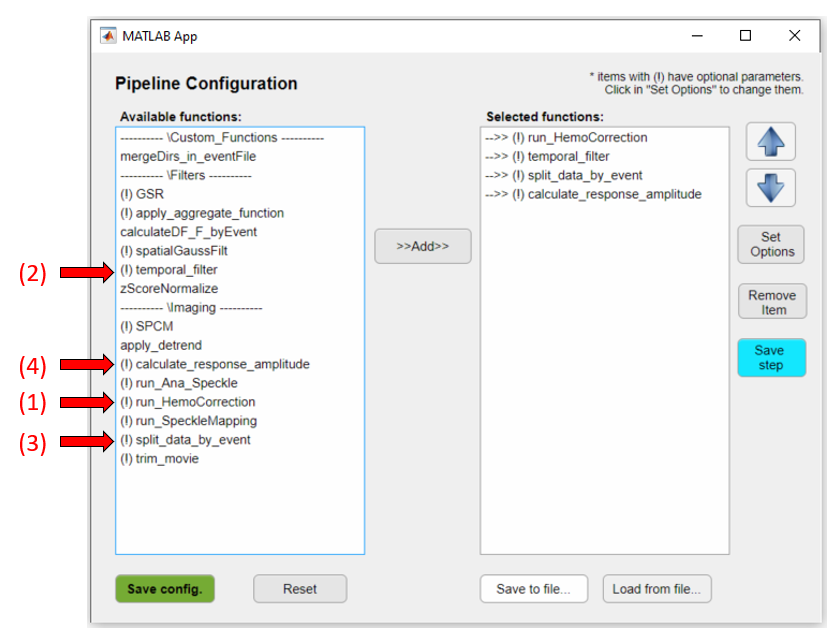 MATLAB App
Pipeline Configuration
* items with (!) have optional parameters.
Click in "Set Options" to change them.
Available functions:
---------- \Custom_Functions ----------
mergeDirs_in_eventFile
---------- \Filters ----------
(!) GSR
(!) apply_aggregate_function
calculateDF_F_byEvent
(!) spatialGaussFilt
(2)
(!) temporal_filter
zScoreNormalize
---------- \Imaging ----------
(!) SPCM
apply_detrend
(4)
(!) calculate_response_amplitude
(!) run_Ana_Speckle
(1)
(!) run_HemoCorrection
(!) run_SpeckleMapping
(3)
(!) split_data_by_event
(!) trim_movie
>>Add>>
Selected functions:
-->> (!) run_HemoCorrection
-->> (!) temporal_filter
-->> (!) split_data_by_event
-->> (!) calculate_response_amplitude
Set
Options
Remove
Item
Save
step
Save config.
Reset
Save to file...
Load from file...